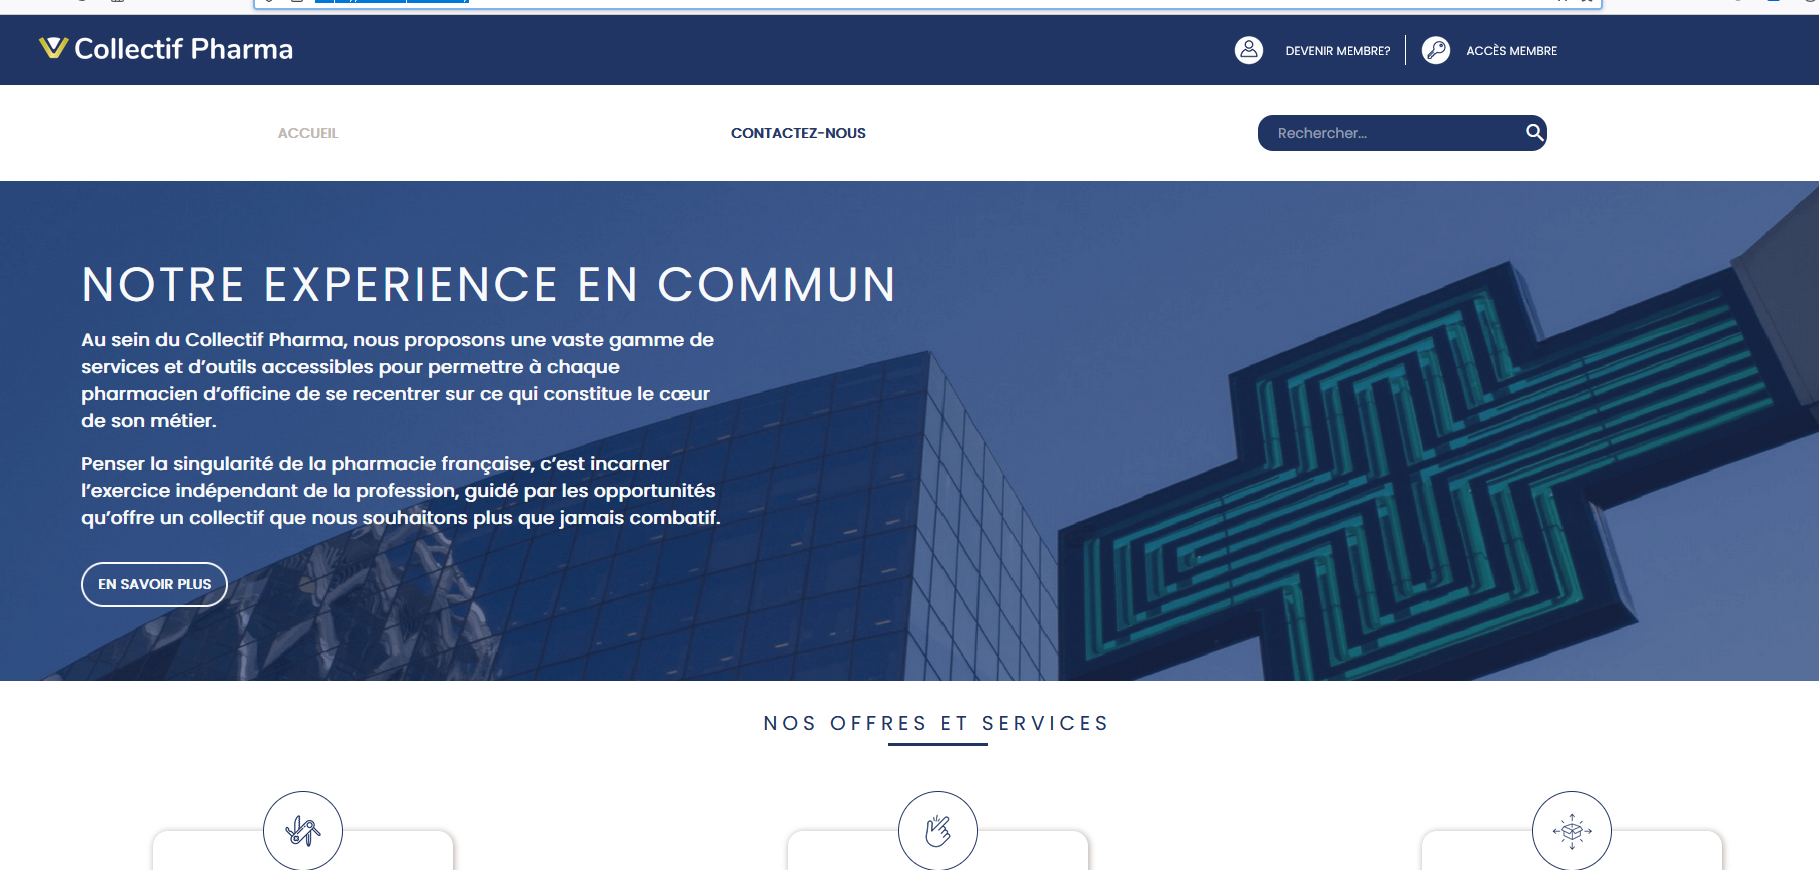 Collectif Pharma
DEVENIR MEMBRE?
ACCÈS MEMBRE
ACCUEIL
CONTACTEZ-NOUS
Rechercher...
NOTRE EXPERIENCE EN COMMUN
Au sein du Collectif Pharma, nous proposons une vaste gamme de
services et d’outils accessibles pour permettre à chaque
pharmacien d’officine de se recentrer sur ce qui constitue le cœur
de son métier.
Penser la singularité de la pharmacie française, c’est incarner
l’exercice indépendant de la profession, guidé par les opportunités
qu’offre un collectif que nous souhaitons plus que jamais combatif.
EN SAVOIR PLUS
NOS OFFRES ET SERVICES